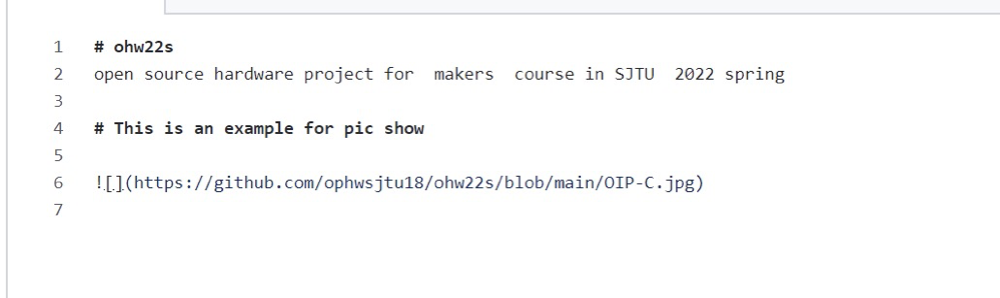 1 # ohw22s
2 open source hardware project for  makers  course in SJTU  2022 spring
3
4 # This is an example for pic show
5
6 ![](https://github.com/ophwsjtu18/ohw22s/blob/main/OIP-C.jpg)
7